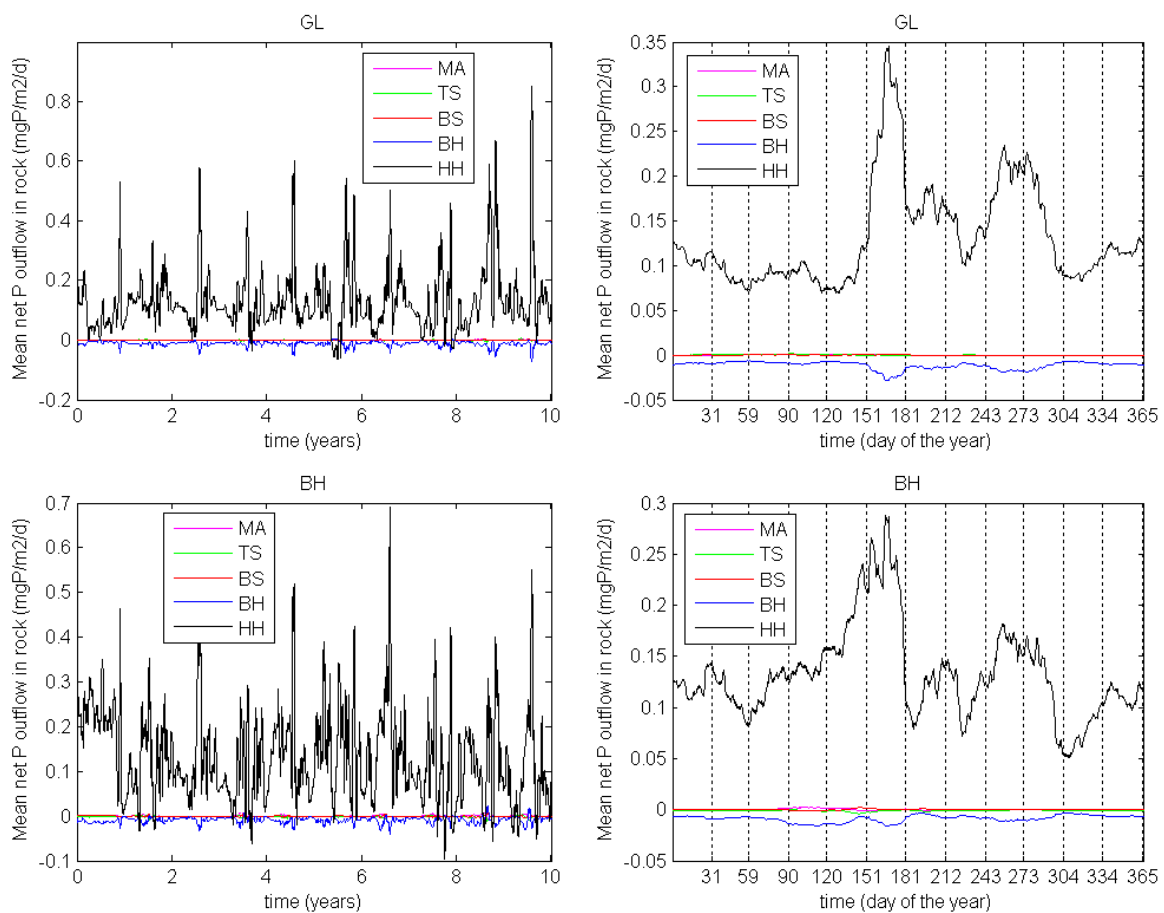 GL
Mean net P outflow in rock (mgP/m2/d)
0.8
0.6
0.4
0.2
0
-0.2
MA
TS
BS
BH
HH
0 2 4 6 8 10
time (years)
GL
Mean net P outflow in rock (mgP/m2/d)
0.35
0.3
0.25
0.2
0.15
0.1
0.05
0
-0.05
MA
TS
BS
BH
HH
31 59 90 120 151 181 212 243 273 304 334 365
time (day of the year)
BH
Mean net P outflow in rock (mgP/m2/d)
0.7
0.6
0.5
0.4
0.3
0.2
0.1
0
-0.1
MA
TS
BS
BH
HH
0 2 4 6 8 10
time (years)
BH
Mean net P outflow in rock (mgP/m2/d)
0.3
0.25
0.2
0.15
0.1
0.05
0
-0.05
MA
TS
BS
BH
HH
31 59 90 120 151 181 212 243 273 304 334 365
time (day of the year)